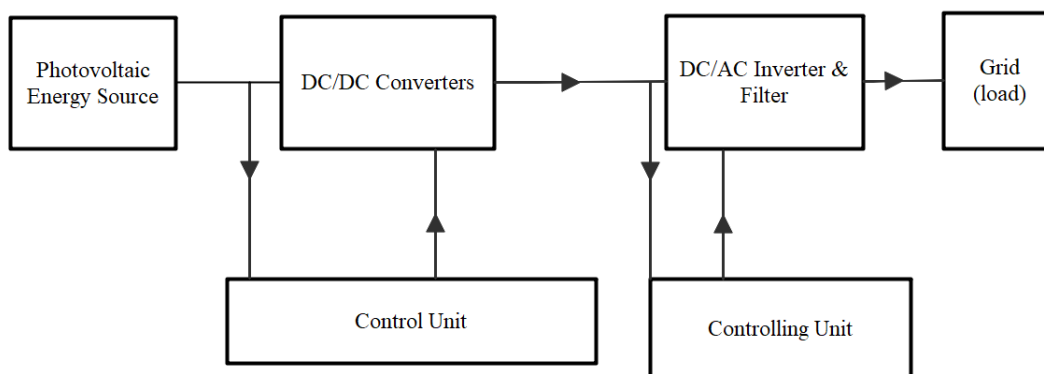 Photovoltaic
Energy Source
DC/DC Converters
DC/AC Inverter &
Filter
Grid
(load)
Control Unit
Controlling Unit